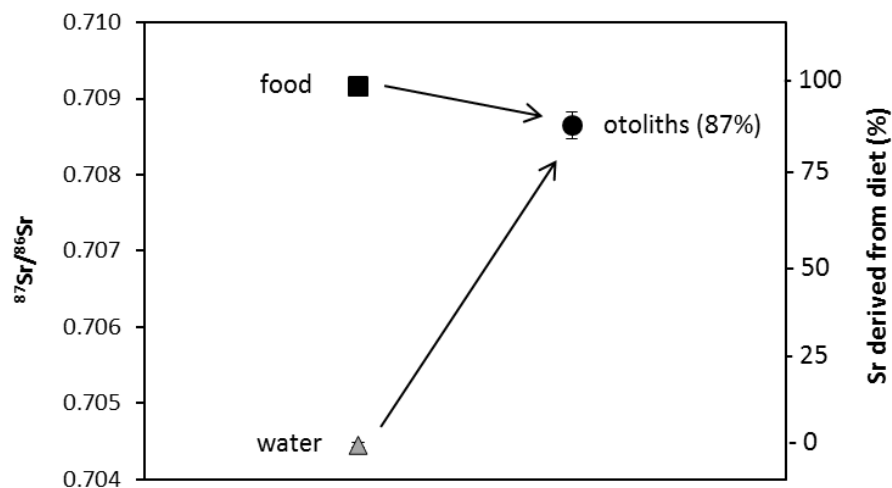 0.710
0.709
0.708
0.707
0.706
0.705
0.704
⁸⁷Sr/⁸⁶Sr
food
otoliths (87%)
water
100
75
50
25
0
Sr derived from diet (%)